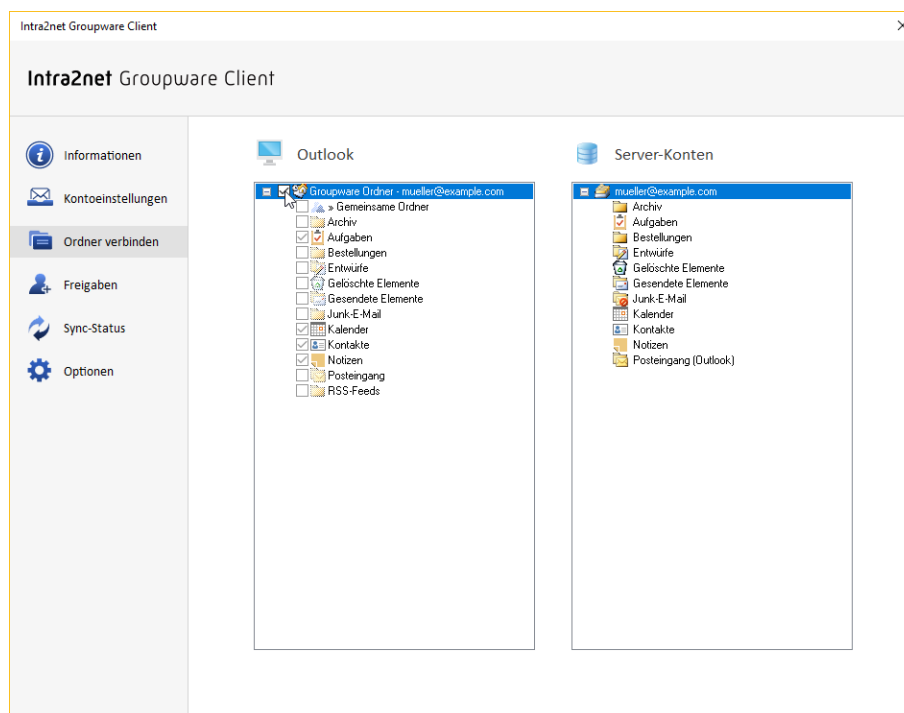 Intra2net Groupware Client
Intra2net Groupware Client
Informationen
Kontoeinstellungen
Ordner verbinden
Freigaben
Sync-Status
Optionen
Outlook
Groupware Ordner - mueller@example.com
» Gemeinsame Ordner
Archiv
Aufgaben
Bestellungen
Entwürfe
Gelöschte Elemente
Gesendete Elemente
Junk-E-Mail
Kalender
Kontakte
Notizen
Posteingang
RSS-Feeds
Server-Konten
mueller@example.com
Archiv
Aufgaben
Bestellungen
Entwürfe
Gelöschte Elemente
Gesendete Elemente
Junk-E-Mail
Kalender
Kontakte
Notizen
Posteingang (Outlook)